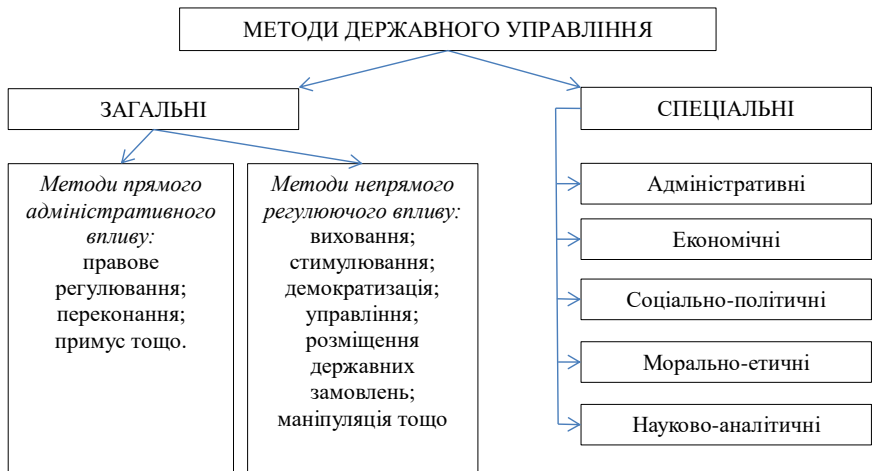 МЕТОДИ ДЕРЖАВНОГО УПРАВЛІННЯ
ЗАГАЛЬНІ
СПЕЦІАЛЬНІ
Методи прямого
адміністративного
впливу:
правове
регулювання;
переконання;
примус тощо.
Методи непрямого
регулюючого впливу:
виховання;
стимулювання;
демократизація;
управління;
розміщення
державних
замовлень;
маніпуляція тощо
Адміністративні
Економічні
Соціально-політичні
Морально-етичні
Науково-аналітичні